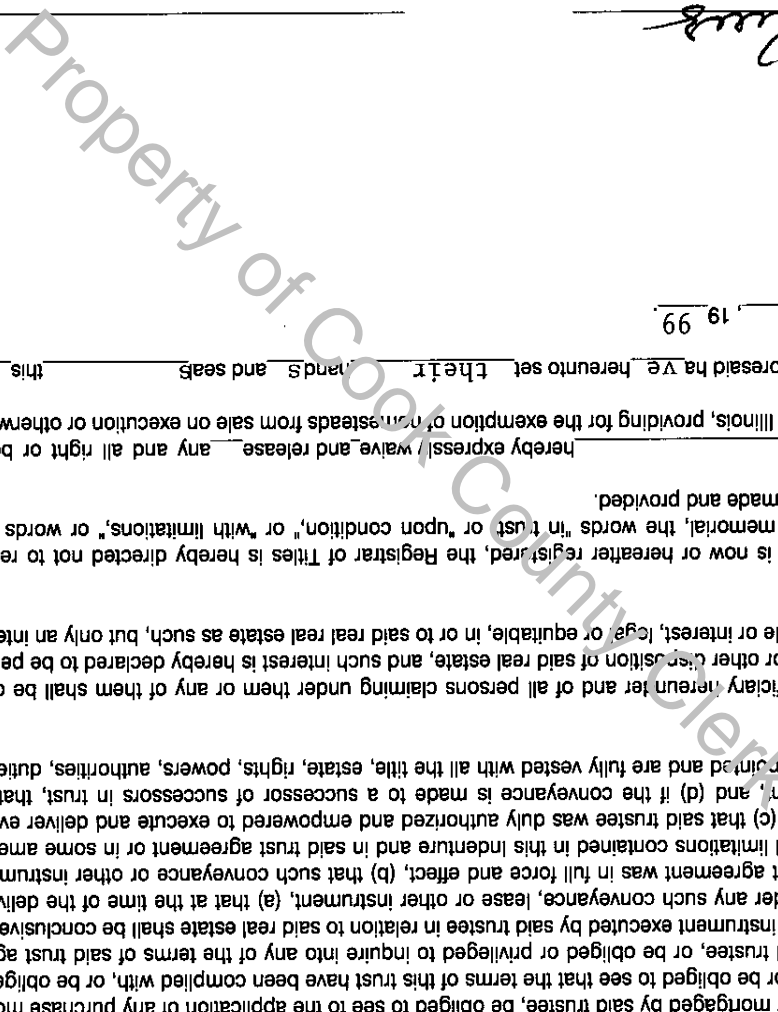 mortgaged by said trustee, be obliged to see to the application of any purchase mo
or be obliged to see that the terms of this trust have been complied with, or be oblige
trustee, or be obliged or privileged to inquire into any of the terms of said trust ag
instrument executed by said trustee in relation to said real estate shall be conclusive
der any such conveyance, lease or other instrument, (a) that at the time of the deliv
t agreement was in full force and effect, (b) that such conveyance or other instrum
limitations contained in this Indenture and in said trust agreement or in some ame
(c) that said trustee was duly authorized and empowered to execute and deliver eve
n, and (d) if the conveyance is made to a successor of successors in trust, that
pointed and are fully vested with all the title, estate, rights, powers, authorities, dutie
ficiary hereunder and of all persons claiming under them or any of them shall be
or other disposition of said real estate, and such interest is hereby declared to be pe
le or interest, legal or equitable, in or to said real real estate as such, but only an inte
is now or hereafter registered, the Registrar of Titles is hereby directed not to re
memorial, the words "in trust or "upon condition", or "with limitations," or words
made and provided.
hereby expressly waive and release any and all right or be
Illinois, providing for the exemption of homesteads from sale on execution or otherw
oresaid ha ve hereunto set their hand S and seal S this
, 19 99.
Property of Cook County Clerk